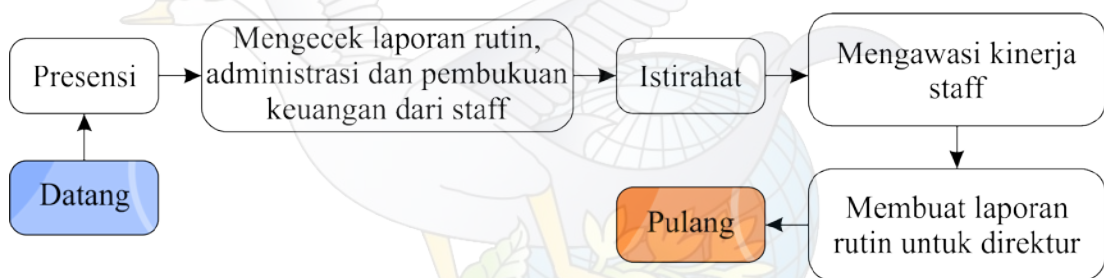 Datang
Presensi
Mengecek laporan rutin,
administrasi dan pembukuan
keuangan dari staff
Istirahat
Mengawasi kinerja
staff
Membuat laporan
rutin untuk direktur
Pulang